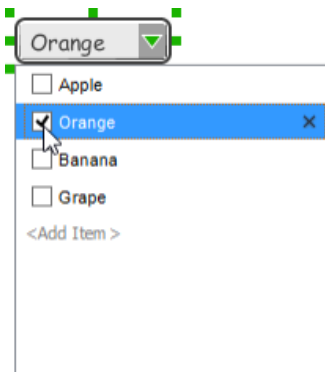 Orange
Apple
Orange
Banana
Grape
<Add Item >